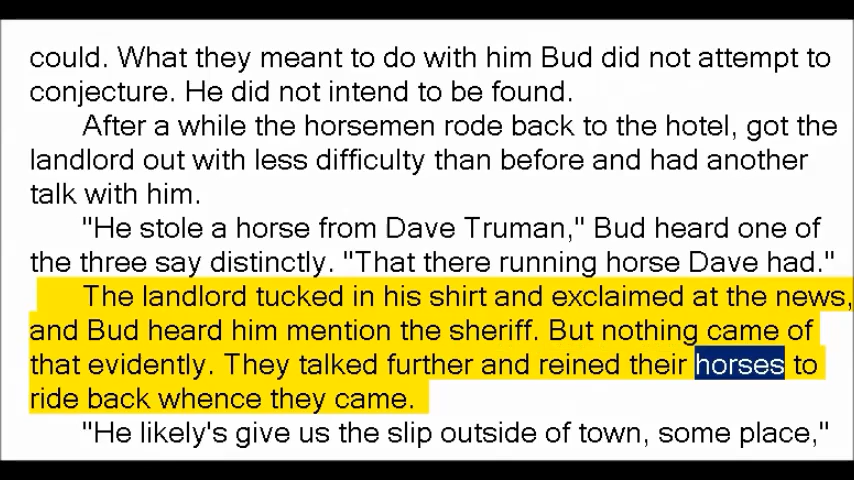 could. What they meant to do with him Bud did not attempt to
conjecture. He did not intend to be found.
After a while the horsemen rode back to the hotel, got the
landlord out with less difficulty than before and had another
talk with him.
"He stole a horse from Dave Truman," Bud heard one of
the three say distinctly. "That there running horse Dave had."
The landlord tucked in his shirt and exclaimed at the news,
and Bud heard him mention the sheriff. But nothing came of
that evidently. They talked further and reined their horses to
ride back whence they came.
"He likely's give us the slip outside of town, some place,"